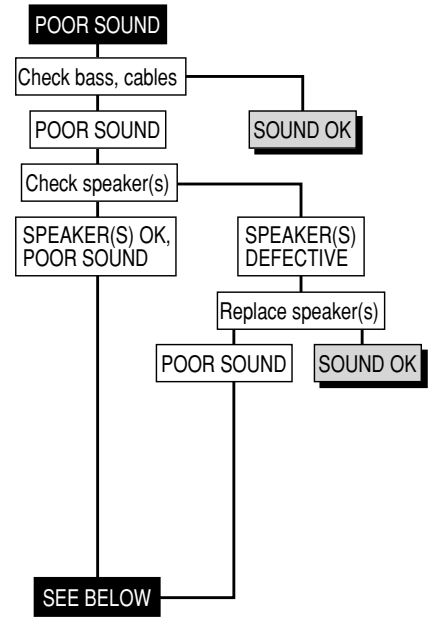 POOR SOUND
Check bass, cables
POOR SOUND
SOUND OK
Check speaker(s)
SPEAKER(S) OK,
POOR SOUND
SPEAKER(S)
DEFECTIVE
Replace speaker(s)
POOR SOUND
SOUND OK
SEE BELOW